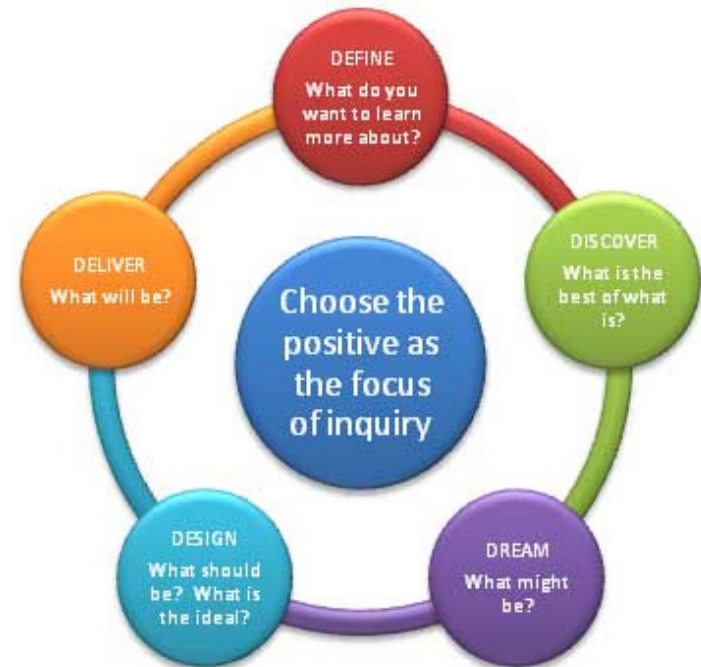 DEFINE
What do you
want to learn
more about?
DISCOVER
What is the
best of what
is?
DREAM
What might
be?
DESIGN
What should
be? What is
the ideal?
DELIVER
What will be?
Choose the
positive as
the focus
of inquiry